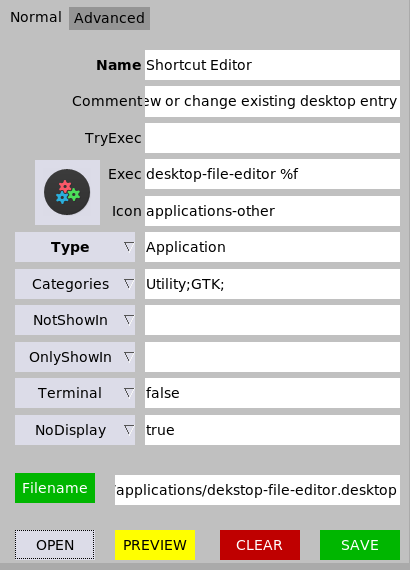 Normal Advanced
Name Shortcut Editor
Comment ew or change existing desktop entry
TryExec
Exec desktop-file-editor %f
Icon applications-other
Type Application
Categories Utility;GTK;
NotShowIn
OnlyShowIn
Terminal false
NoDisplay true
Filename /applications/dekstop-file-editor.desktop
OPEN PREVIEW CLEAR SAVE